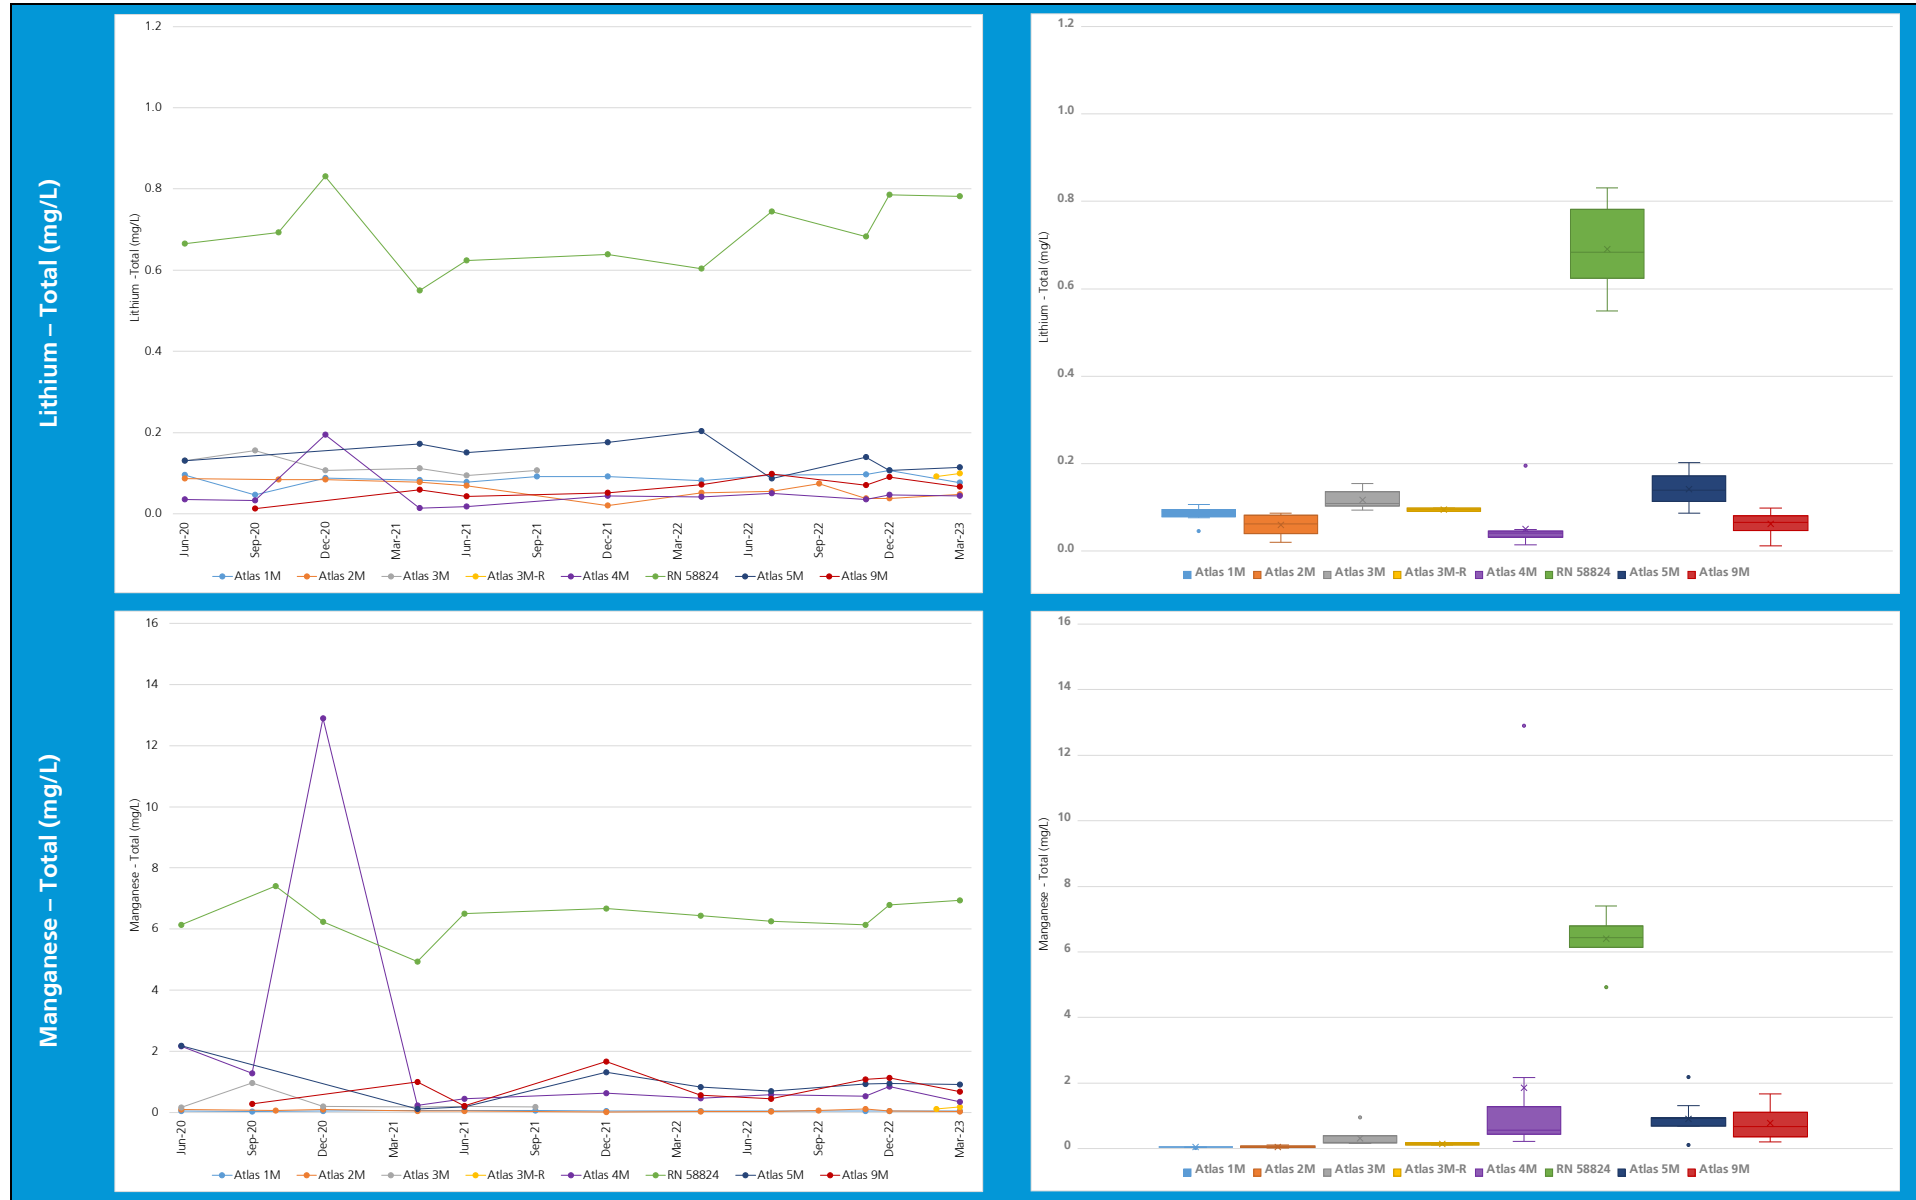 Lithium – Total (mg/L)
1.2
1.0
0.8
0.6
0.4
0.2
0.0
Lithium -Total (mg/L)
Jun-20 Sep-20 Dec-20 Mar-21 Jun-21 Sep-21 Dec-21 Mar-22 Jun-22 Sep-22 Dec-22 Mar-23
Atlas 1M Atlas 2M Atlas 3M Atlas 3M-R Atlas 4M RN 58824 Atlas 5M Atlas 9M
1.2
1.0
0.8
0.6
0.4
0.2
0.0
Lithium - Total (mg/L)
Atlas 1M Atlas 2M Atlas 3M Atlas 3M-R Atlas 4M RN 58824 Atlas 5M Atlas 9M
Manganese – Total (mg/L)
16
14
12
10
8
6
4
2
0
Manganese - Total (mg/L)
Jun-20 Sep-20 Dec-20 Mar-21 Jun-21 Sep-21 Dec-21 Mar-22 Jun-22 Sep-22 Dec-22 Mar-23
Atlas 1M Atlas 2M Atlas 3M Atlas 3M-R Atlas 4M RN 58824 Atlas 5M Atlas 9M
16
14
12
10
8
6
4
2
0
Manganese - Total (mg/L)
Atlas 1M Atlas 2M Atlas 3M Atlas 3M-R Atlas 4M RN 58824 Atlas 5M Atlas 9M